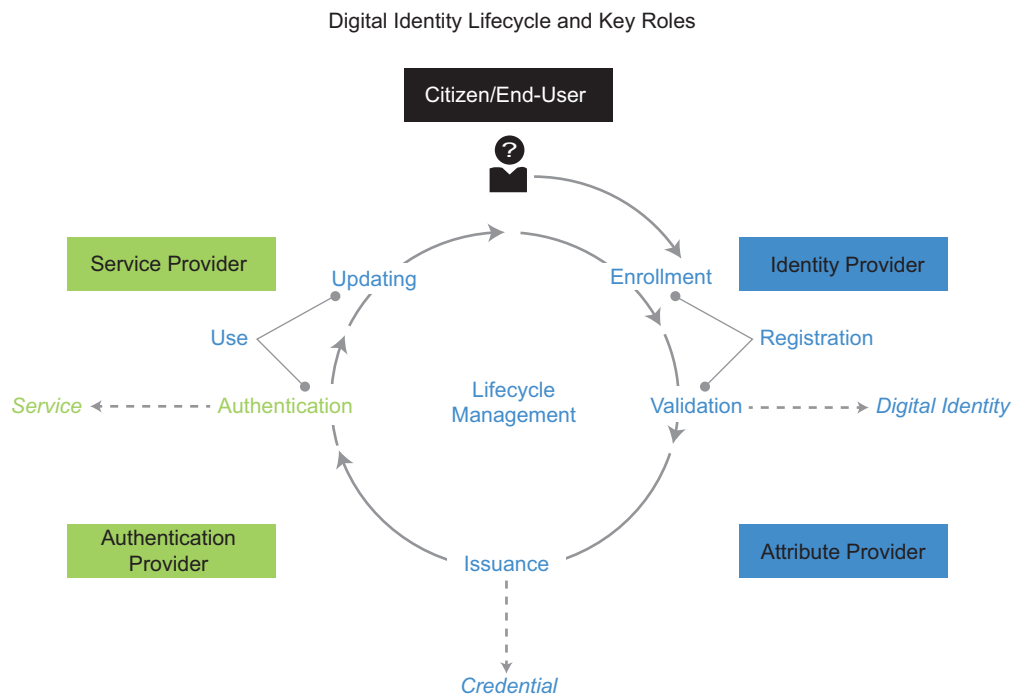 Digital Identity Lifecycle and Key Roles
Citizen/End-User
?
Service Provider
Identity Provider
Updating
Enrollment
Use
Registration
Lifecycle
Management
Service
Authentication
Validation
Digital Identity
Authentication
Provider
Attribute Provider
Issuance
Credential